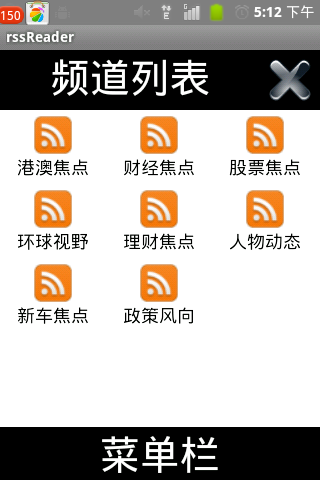 150 5:12 下午
rssReader
频道列表
港澳焦点 财经焦点 股票焦点
环球视野 理财焦点 人物动态
新车焦点 政策风向
菜单栏